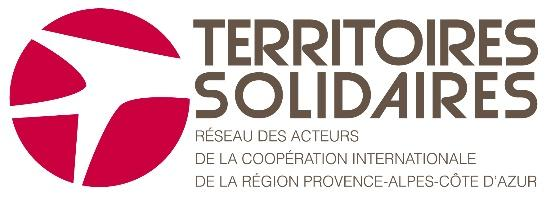 TERRITOIRES
SOLIDAIRES
RÉSEAU DES ACTEURS
DE LA COOPÉRATION INTERNATIONALE
DE LA RÉGION PROVENCE-ALPES-CÔTE D'AZUR